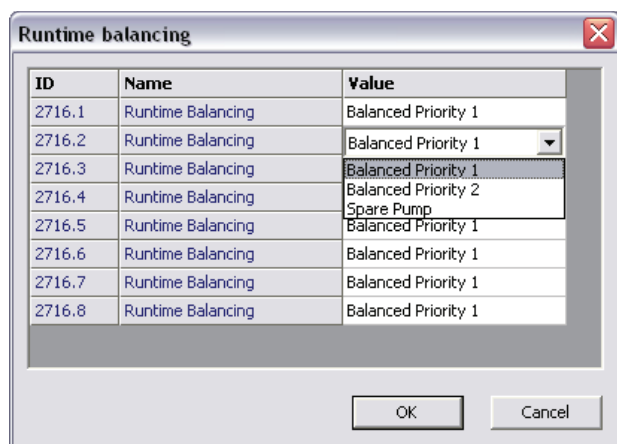 Runtime balancing
ID Name Value
2716.1 Runtime Balancing Balanced Priority 1
2716.2 Runtime Balancing Balanced Priority 1
2716.3 Runtime Balancing Balanced Priority 1
2716.4 Runtime Balancing Balanced Priority 2
Spare Pump
2716.5 Runtime Balancing Balanced Priority 1
2716.6 Runtime Balancing Balanced Priority 1
2716.7 Runtime Balancing Balanced Priority 1
2716.8 Runtime Balancing Balanced Priority 1
OK Cancel